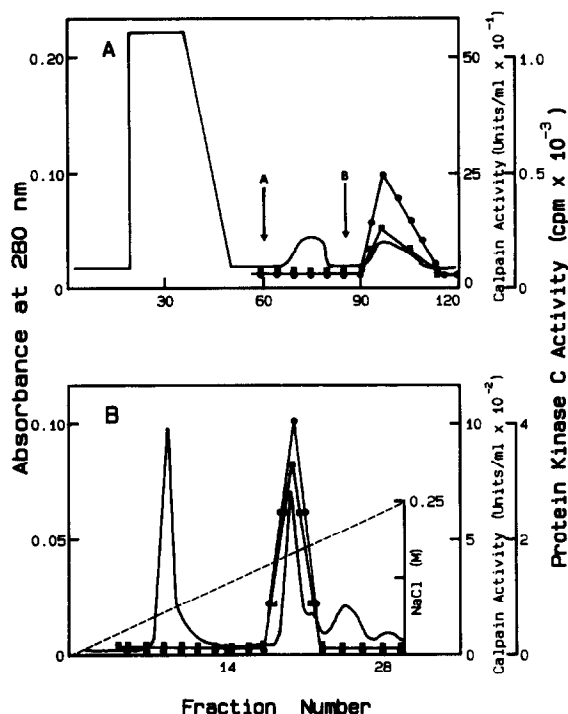 A
0.20
0.10
0
A
B
50
25
0
1.0
0.5
0
30
60
90
120
Calpain Activity (Units/ml x 10⁻¹)
B
0.10
0.05
0
10
5
0
4
2
0
0.25
NaCl (M)
14
28
Calpain Activity (Units/ml x 10⁻²)
Absorbance at 280 nm
Protein Kinase C Activity (cpm x 10⁻³)
Fraction Number